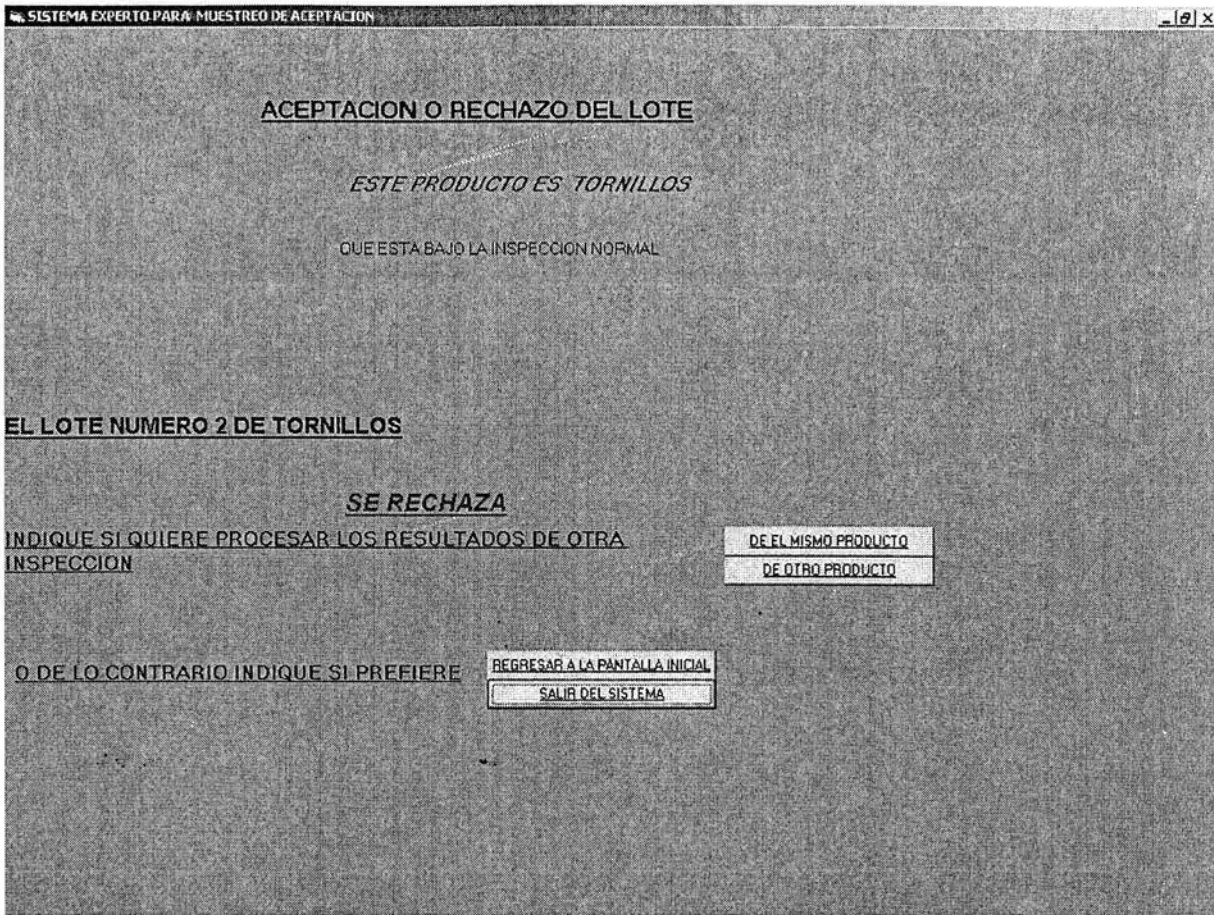 SISTEMA EXPERTO PARA MUESTREO DE ACEPTACION
ACEPTACION O RECHAZO DEL LOTE
ESTE PRODUCTO ES TORNILLOS
QUE ESTA BAJO LA INSPECCION NORMAL
EL LOTE NUMERO 2 DE TORNILLOS
SE RECHAZA
INDIQUE SI QUIERE PROCESAR LOS RESULTADOS DE OTRA
INSPECCION
DE EL MISMO PRODUCTO
DE OTRO PRODUCTO
O DE LO CONTRARIO INDIQUE SI PREFIERE
REGRESAR A LA PANTALLA INICIAL
SALIR DEL SISTEMA